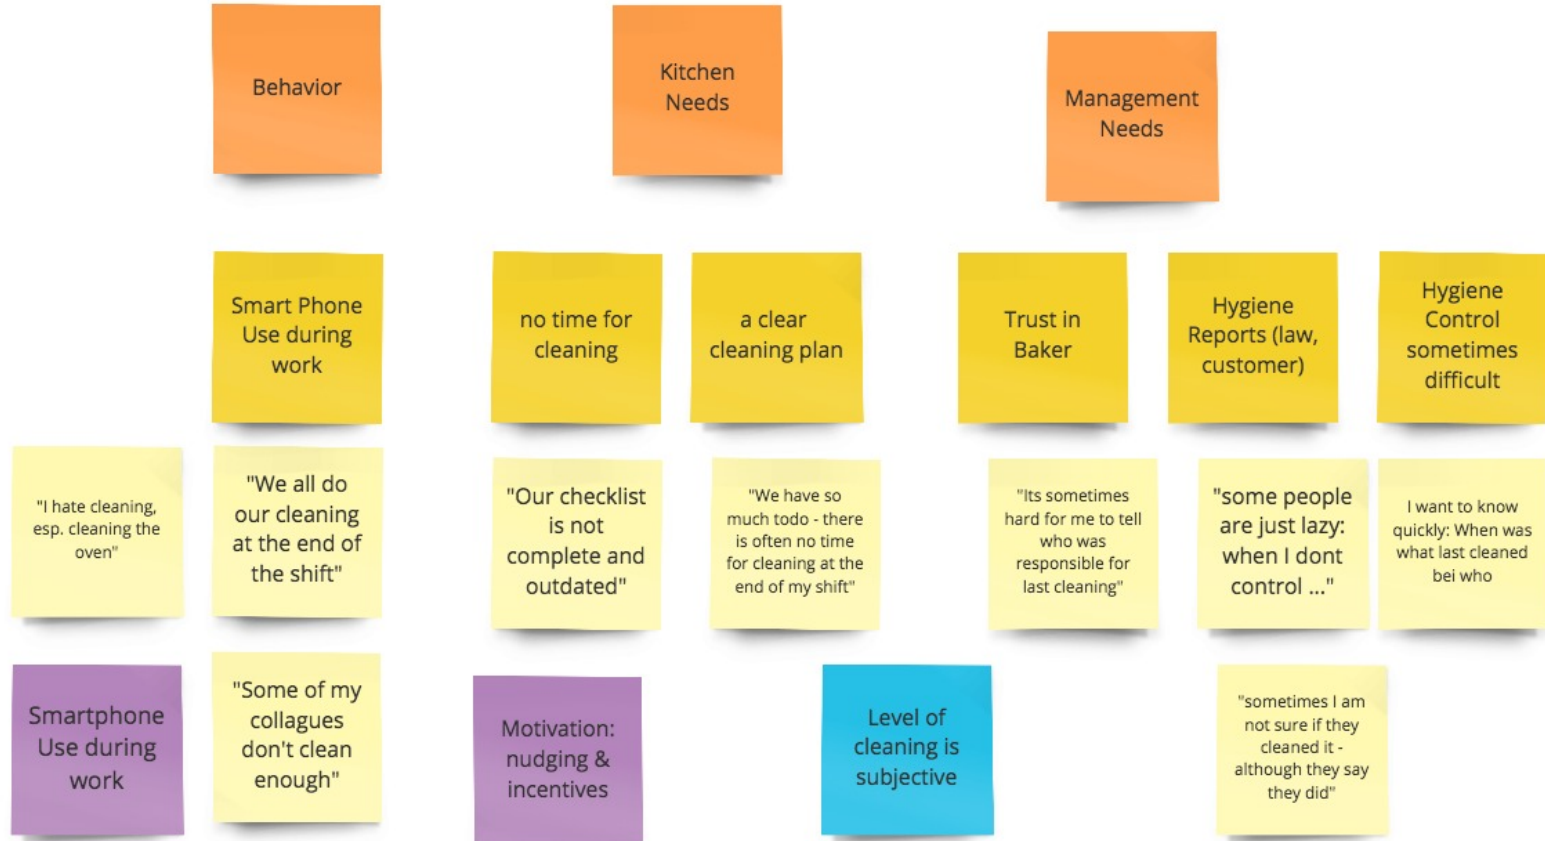 Behavior
Kitchen
Needs
Management
Needs
Smart Phone
Use during
work
no time for
cleaning
a clear
cleaning plan
Trust in
Baker
Hygiene
Reports (law,
customer)
Hygiene
Control
sometimes
difficult
"I hate cleaning,
esp. cleaning the
oven"
"We all do
our cleaning
at the end of
the shift"
"Our checklist
is not
complete and
outdated"
"We have so
much todo - there
is often no time
for cleaning at the
end of my shift"
"Its sometimes
hard for me to tell
who was
responsible for
last cleaning"
"some people
are just lazy:
when I dont
control ..."
I want to know
quickly: When was
what last cleaned
bei who
Smartphone
Use during
work
"Some of my
collagues
don't clean
enough"
Motivation:
nudging &
incentives
Level of
cleaning is
subjective
"sometimes I am
not sure if they
cleaned it -
although they say
they did"